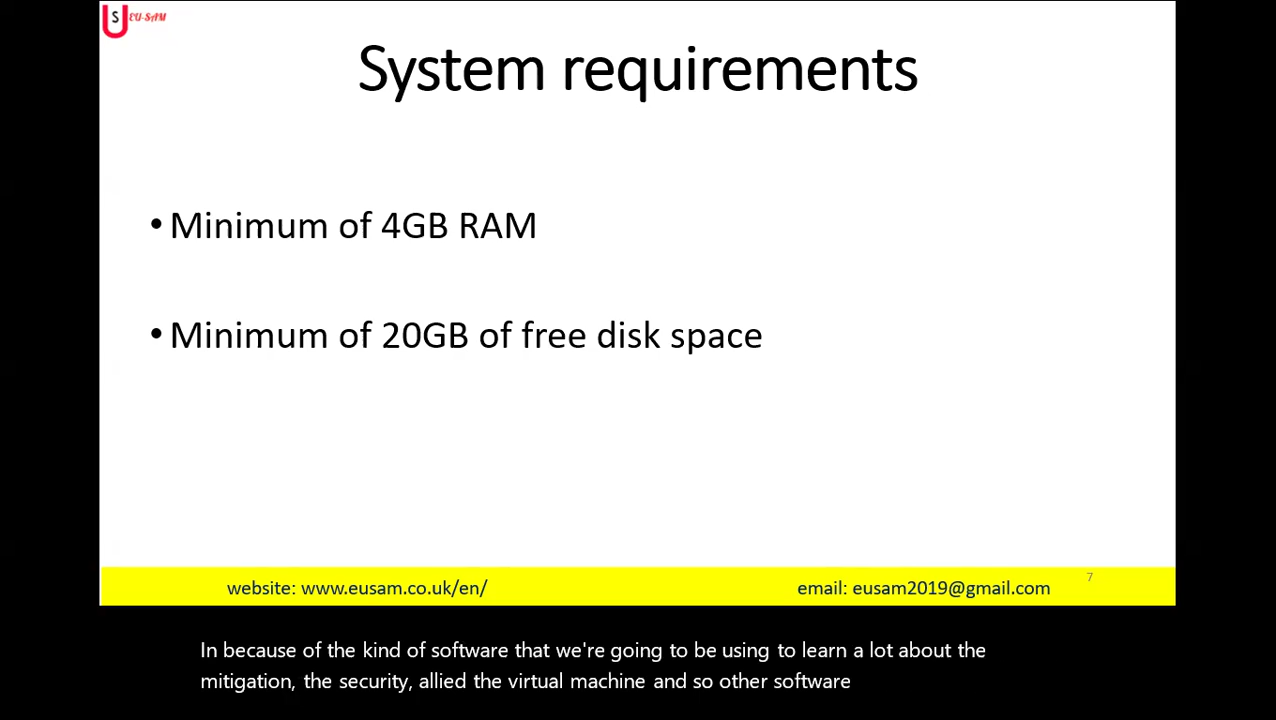 S EU-SAM
System requirements
• Minimum of 4GB RAM
• Minimum of 20GB of free disk space
website: www.eusam.co.uk/en/ email: eusam2019@gmail.com 7
In because of the kind of software that we're going to be using to learn a lot about the
mitigation, the security, allied the virtual machine and so other software